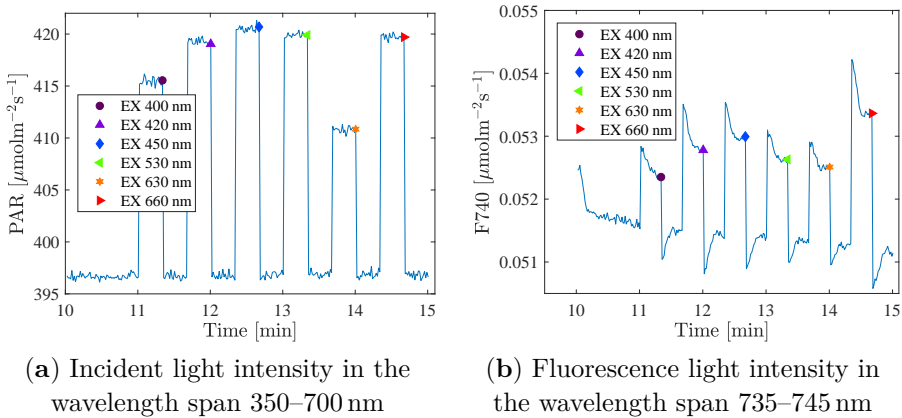 PAR [μmolm⁻²s⁻¹]
420
415
410
405
400
395
EX 400 nm
EX 420 nm
EX 450 nm
EX 530 nm
EX 630 nm
EX 660 nm
10 11 12 13 14 15
Time [min]
(a) Incident light intensity in the
wavelength span 350–700 nm
F740 [μmolm⁻²s⁻¹]
0.055
0.054
0.053
0.052
0.051
EX 400 nm
EX 420 nm
EX 450 nm
EX 530 nm
EX 630 nm
EX 660 nm
10 11 12 13 14 15
Time [min]
(b) Fluorescence light intensity in
the wavelength span 735–745 nm